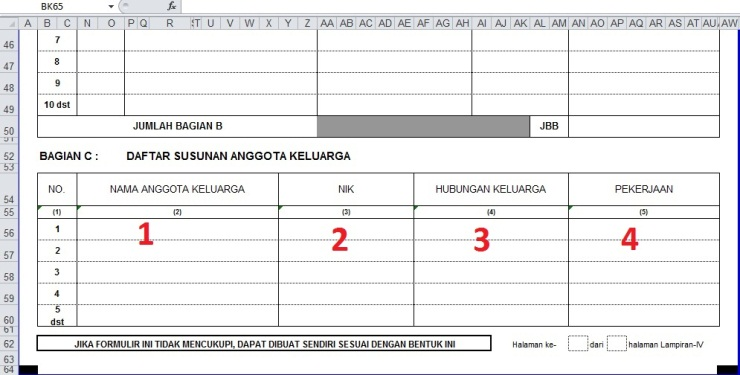 BK65 fx
A B C N O P Q R S T U V W X Y Z AA AB AC AD AE AF AG AH AI AJ AK AL AM AN AO AP AQ AR AS AT AU AW
46 7
47 8
48 9
49 10 dst
50 JUMLAH BAGIAN B JBB
51
52 BAGIAN C : DAFTAR SUSUNAN ANGGOTA KELUARGA
53
54 NO. NAMA ANGGOTA KELUARGA NIK HUBUNGAN KELUARGA PEKERJAAN
55 (1) (2) (3) (4) (5)
56 1 1 2 3 4
57 2
58 3
59 4
60 5 dst
61
62 JIKA FORMULIR INI TIDAK MENCUKUPI, DAPAT DIBUAT SENDIRI SESUAI DENGAN BENTUK INI Halaman ke- dari halaman Lampiran-IV
63
64